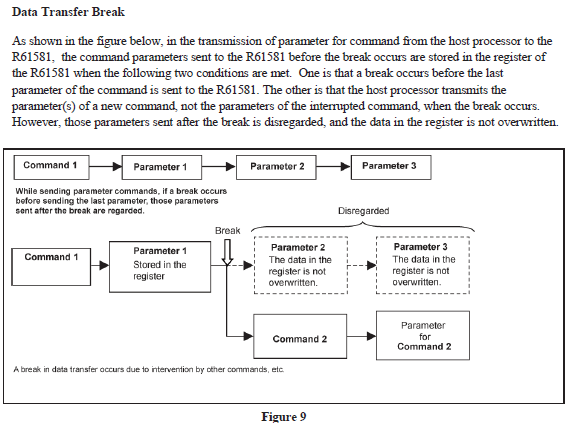 Data Transfer Break
As shown in the figure below, in the transmission of parameter for command from the host processor to the
R61581,  the command parameters sent to the R61581 before the break occurs are stored in the register of
the R61581 when the following two conditions are met.  One is that a break occurs before the last
parameter of the command is sent to the R61581. The other is that the host processor transmits the
parameter(s) of a new command, not the parameters of the interrupted command, when the break occurs.
However, those parameters sent after the break is disregarded, and the data in the register is not overwritten.
Command 1
Parameter 1
Parameter 2
Parameter 3
While sending parameter commands, if a break occurs
before sending the last parameter, those parameters
sent after the break are regarded.
Disregarded
Break
Command 1
Parameter 1
Stored in the
register
Parameter 2
The data in the
register is not
overwritten.
Parameter 3
The data in the
register is not
overwritten.
Command 2
Parameter
for
Command 2
A break in data transfer occurs due to intervention by other commands, etc.
Figure 9